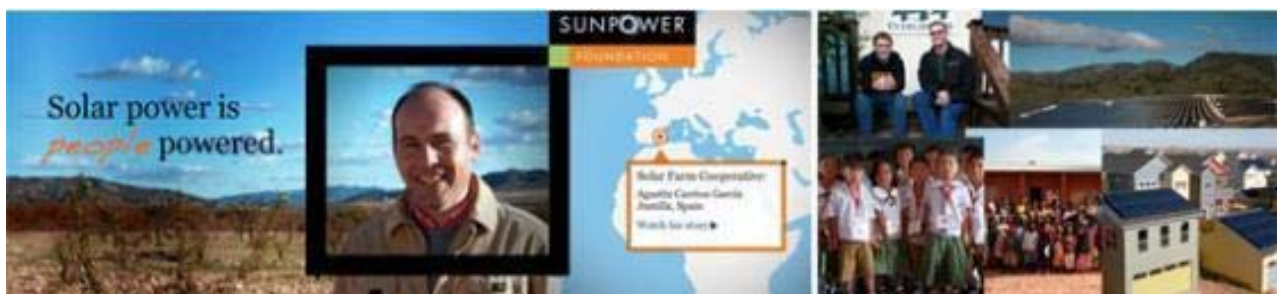 Solar power is
people powered.
SUNPOWER
FOUNDATION
Solar Farm Cooperative:
Agustin Carrion Garcia
Jumilla, Spain
Watch his story ▶